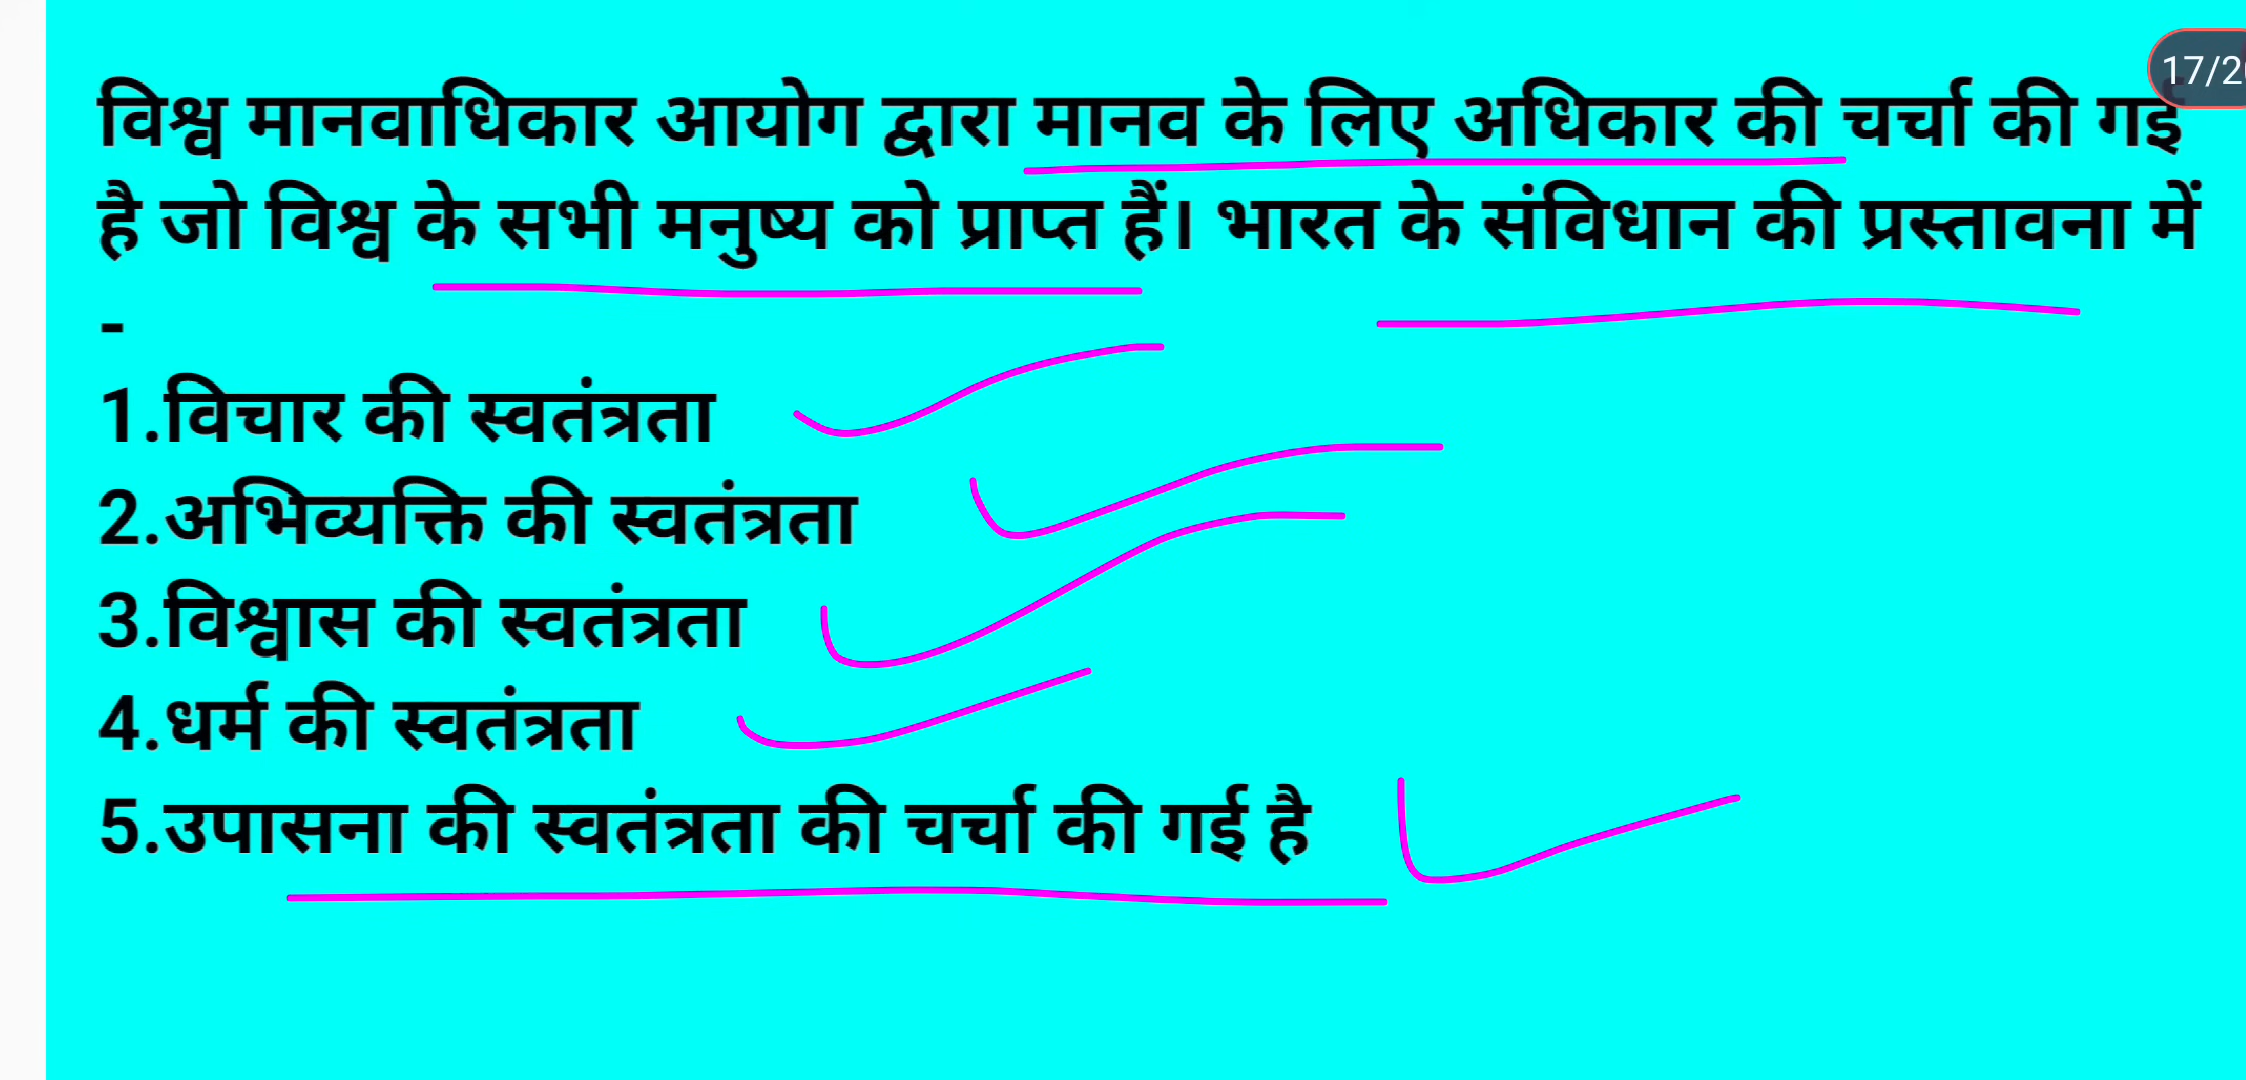 17/2
विश्व मानवाधिकार आयोग द्वारा मानव के लिए अधिकार की चर्चा की गई
है जो विश्व के सभी मनुष्य को प्राप्त हैं। भारत के संविधान की प्रस्तावना में
-
1.विचार की स्वतंत्रता
2.अभिव्यक्ति की स्वतंत्रता
3.विश्वास की स्वतंत्रता
4.धर्म की स्वतंत्रता
5.उपासना की स्वतंत्रता की चर्चा की गई है